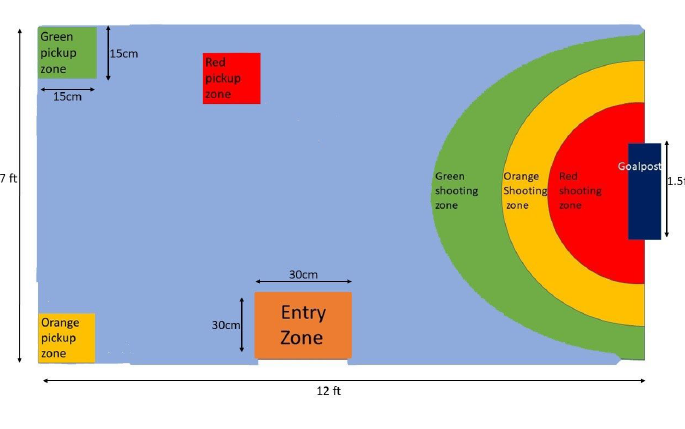 Green
pickup
zone
15cm
15cm
Red
pickup
zone
7 ft
Green
shooting
zone
Orange
Shooting
zone
Red
shooting
zone
Goalpost
1.5f
30cm
30cm
Entry
Zone
Orange
pickup
zone
12 ft